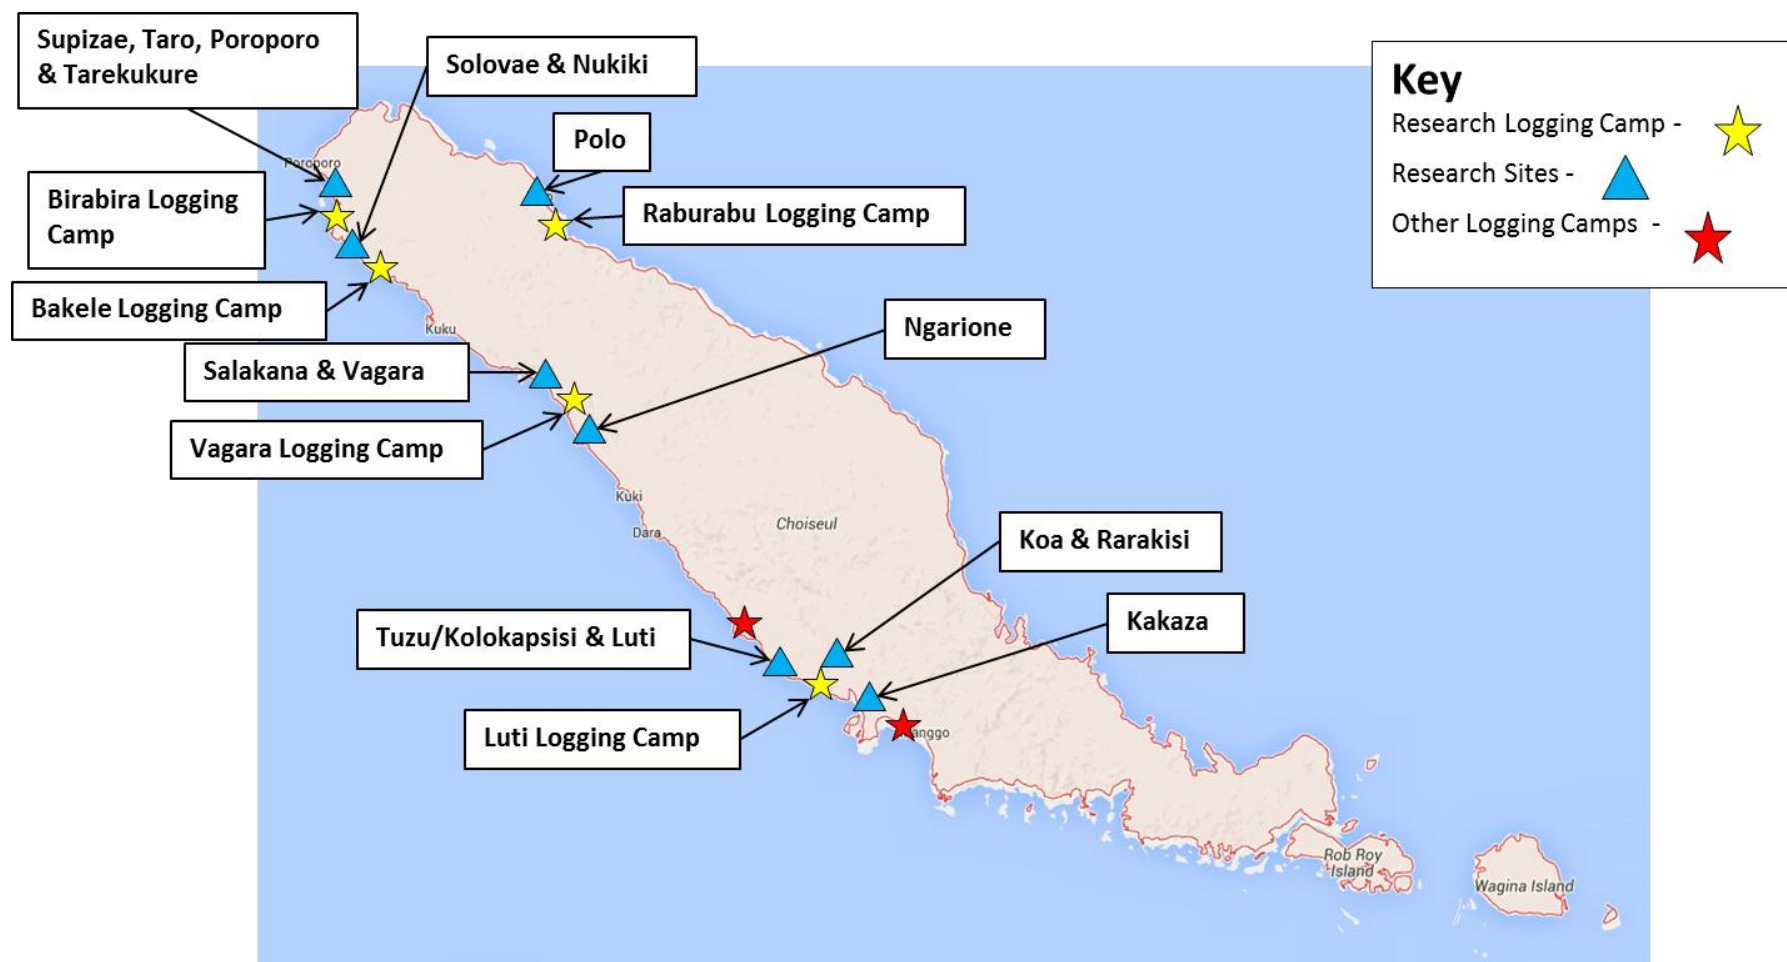 Supizae, Taro, Poroporo
& Tarekukure
Solovae & Nukiki
Key
Research Logging Camp -
Research Sites -
Other Logging Camps -
Polo
Poroporo
Birabira Logging
Camp
Raburabu Logging Camp
Bakele Logging Camp
Kuku
Ngarione
Salakana & Vagara
Vagara Logging Camp
Kuki
Dara
Choiseul
Koa & Rarakisi
Kakaza
Tuzu/Kolokapsisi & Luti
Luti Logging Camp
anggo
Rob Roy
Island
Wagina Island